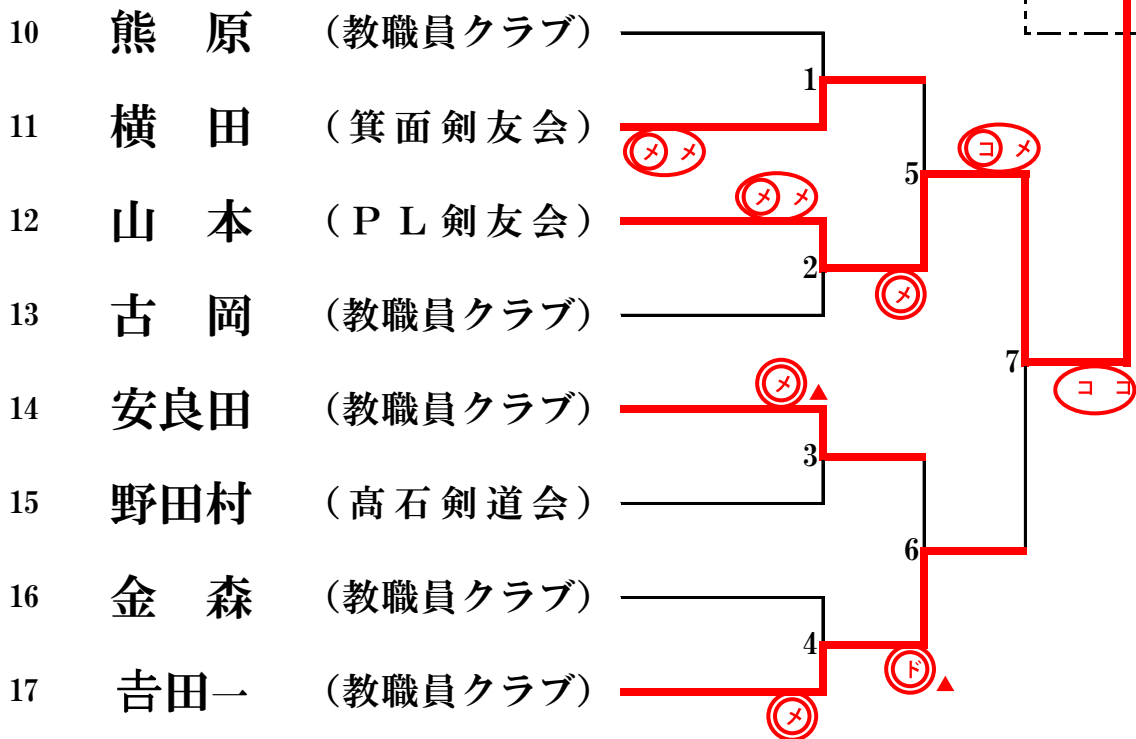 10 熊原 (教職員クラブ)
1
11 横田 (箕面剣友会)
メメ
コメ
5
メメ
12 山本 (PL剣友会)
2
メ
13 古岡 (教職員クラブ)
7
メ▲
ココ
14 安良田 (教職員クラブ)
3
15 野田村 (髙石剣道会)
6
16 金森 (教職員クラブ)
4
ド▲
17 𠮷田一 (教職員クラブ)
メ